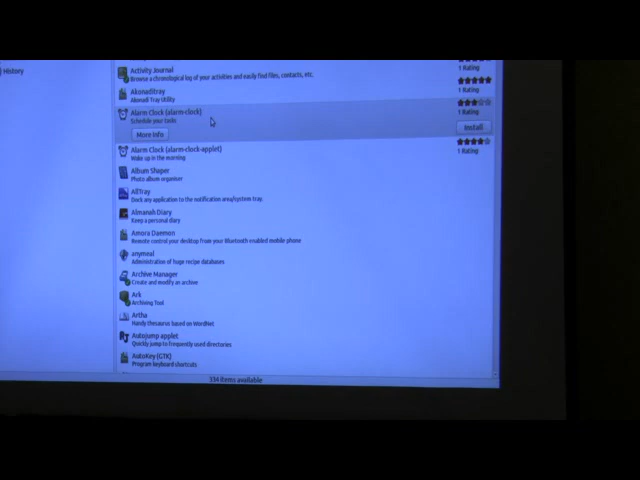 History
Activity Journal
1 Rating
Browse a chronological log of your activities and easily find files, contacts, etc.
Akonaditray
Akonadi Tray Utility
1 Rating
Alarm Clock (alarm-clock)
1 Rating
Schedule your tasks
More Info
Install
Alarm Clock (alarm-clock-applet)
1 Rating
Wake up in the morning
Album Shaper
Photo album organiser
AllTray
Dock any application to the notification area/system tray
Almanah Diary
Keep a personal diary
Amora Daemon
Remote control your desktop from your Bluetooth enabled mobile phone
anymeal
Administration of huge recipe databases
Archive Manager
Create and modify an archive
Ark
Archiving Tool
Artha
Handy thesaurus based on WordNet
Autojump applet
Quickly jump to frequently used directories
AutoKey (GTK)
Program keyboard shortcuts
334 items available